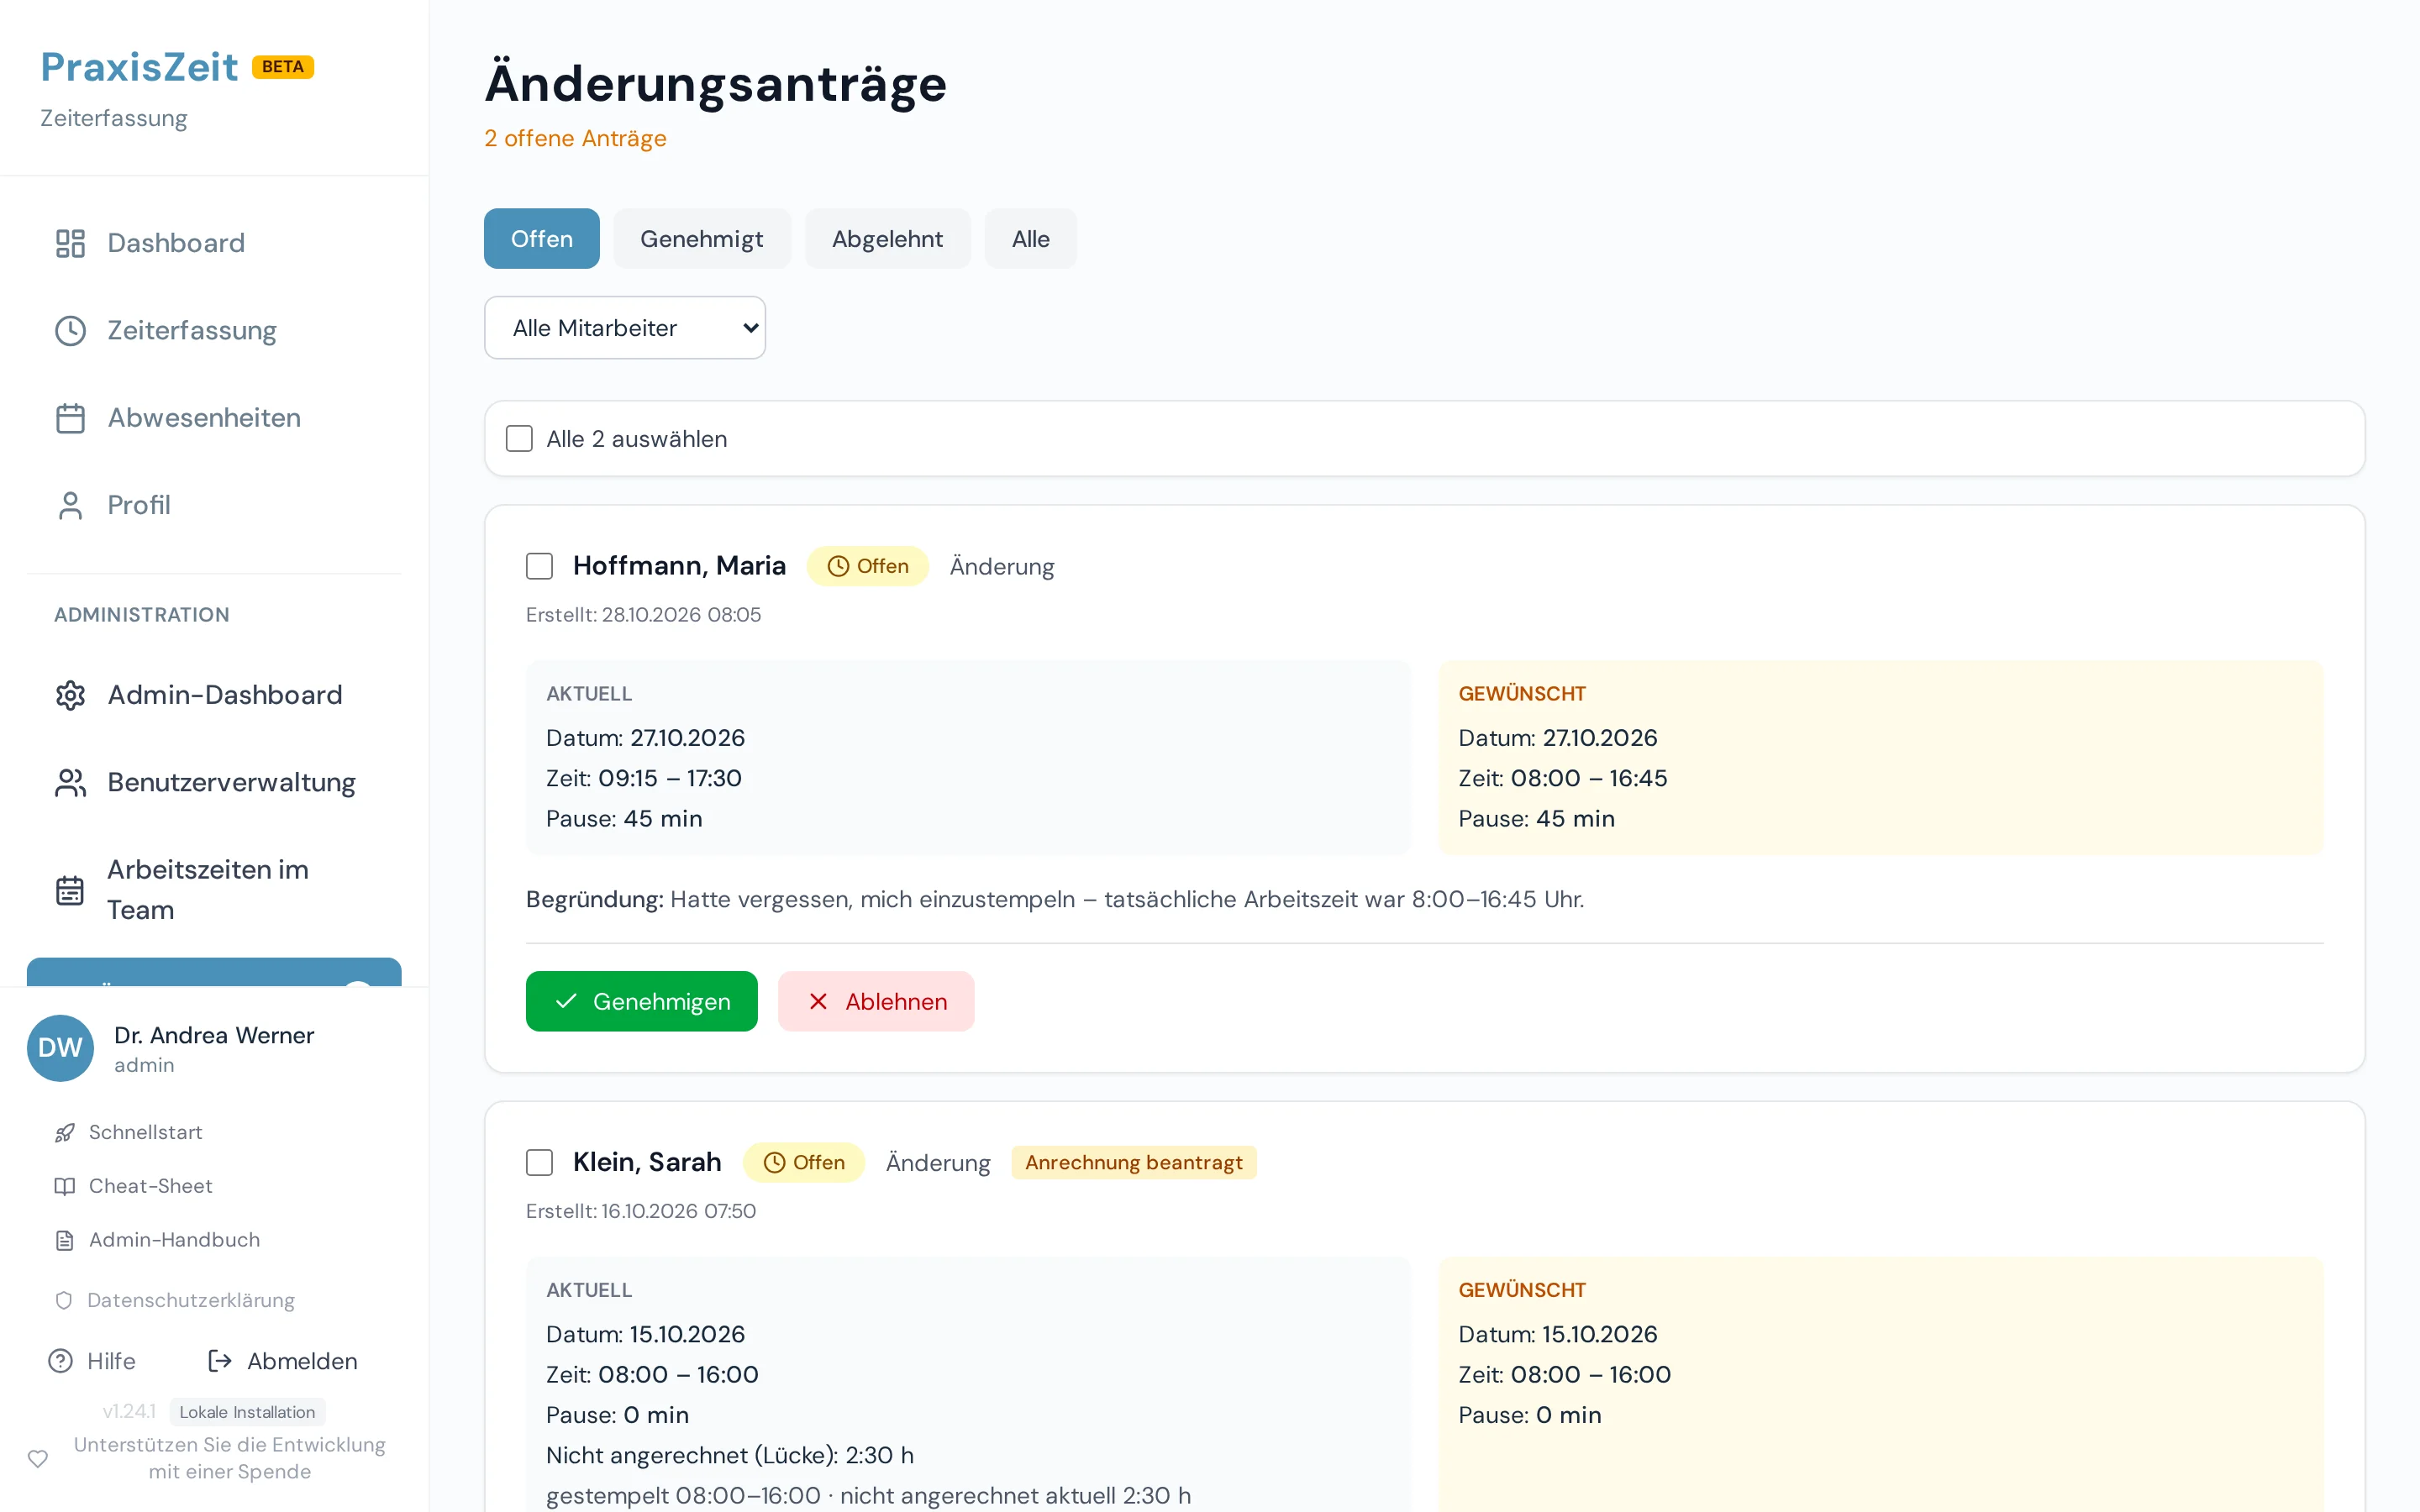 PraxisZeit BETA
Zeiterfassung
Dashboard
Zeiterfassung
Abwesenheiten
Profil
ADMINISTRATION
Admin-Dashboard
Benutzerverwaltung
Arbeitszeiten im
Team
DW
Dr. Andrea Werner
admin
Schnellstart
Cheat-Sheet
Admin-Handbuch
Datenschutzerklärung
Hilfe
Abmelden
v1.24.1 Lokale Installation
Unterstützen Sie die Entwicklung
mit einer Spende
Änderungsanträge
2 offene Anträge
Offen Genehmigt Abgelehnt Alle
Alle Mitarbeiter
Alle 2 auswählen
Hoffmann, Maria Offen Änderung
Erstellt: 28.10.2026 08:05
AKTUELL
Datum: 27.10.2026
Zeit: 09:15 – 17:30
Pause: 45 min
GEWÜNSCHT
Datum: 27.10.2026
Zeit: 08:00 – 16:45
Pause: 45 min
Begründung: Hatte vergessen, mich einzustempeln – tatsächliche Arbeitszeit war 8:00–16:45 Uhr.
Genehmigen Ablehnen
Klein, Sarah Offen Änderung Anrechnung beantragt
Erstellt: 16.10.2026 07:50
AKTUELL
Datum: 15.10.2026
Zeit: 08:00 – 16:00
Pause: 0 min
Nicht angerechnet (Lücke): 2:30 h
gestempelt 08:00–16:00 · nicht angerechnet aktuell 2:30 h
GEWÜNSCHT
Datum: 15.10.2026
Zeit: 08:00 – 16:00
Pause: 0 min